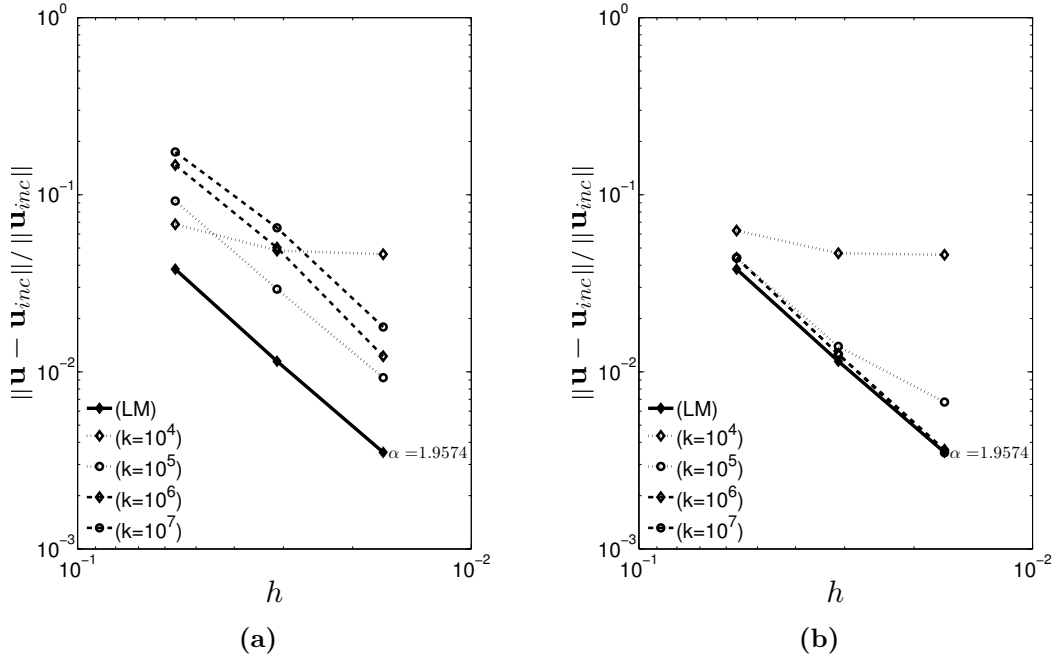 10^0
10^-1
10^-2
10^-3
||u − u_inc||/||u_inc||
(LM)
(k=10^4)
(k=10^5)
(k=10^6)
(k=10^7)
α =1.9574
10^-1
10^-2
h
(a)
10^0
10^-1
10^-2
10^-3
||u − u_inc||/||u_inc||
(LM)
(k=10^4)
(k=10^5)
(k=10^6)
(k=10^7)
α =1.9574
10^-1
10^-2
h
(b)